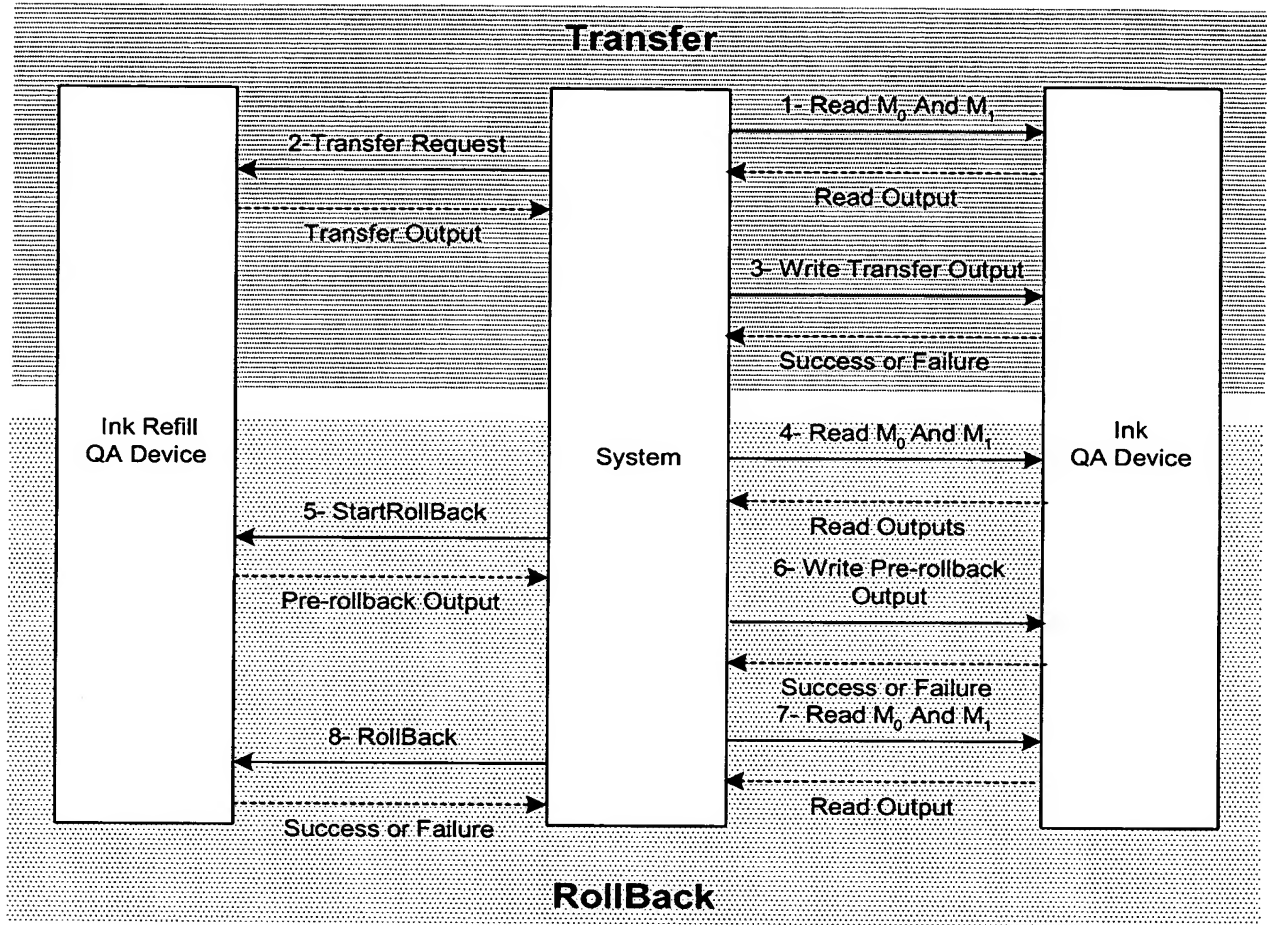 Transfer
1- Read M₀ And M₁
2-Transfer Request
Read Output
Transfer Output
3- Write Transfer Output
Success or Failure
Ink Refill
QA Device
System
Ink
QA Device
4- Read M₀ And M₁
Read Outputs
5- StartRollBack
Pre-rollback Output
6- Write Pre-rollback
Output
Success or Failure
7- Read M₀ And M₁
8- RollBack
Read Output
Success or Failure
RollBack